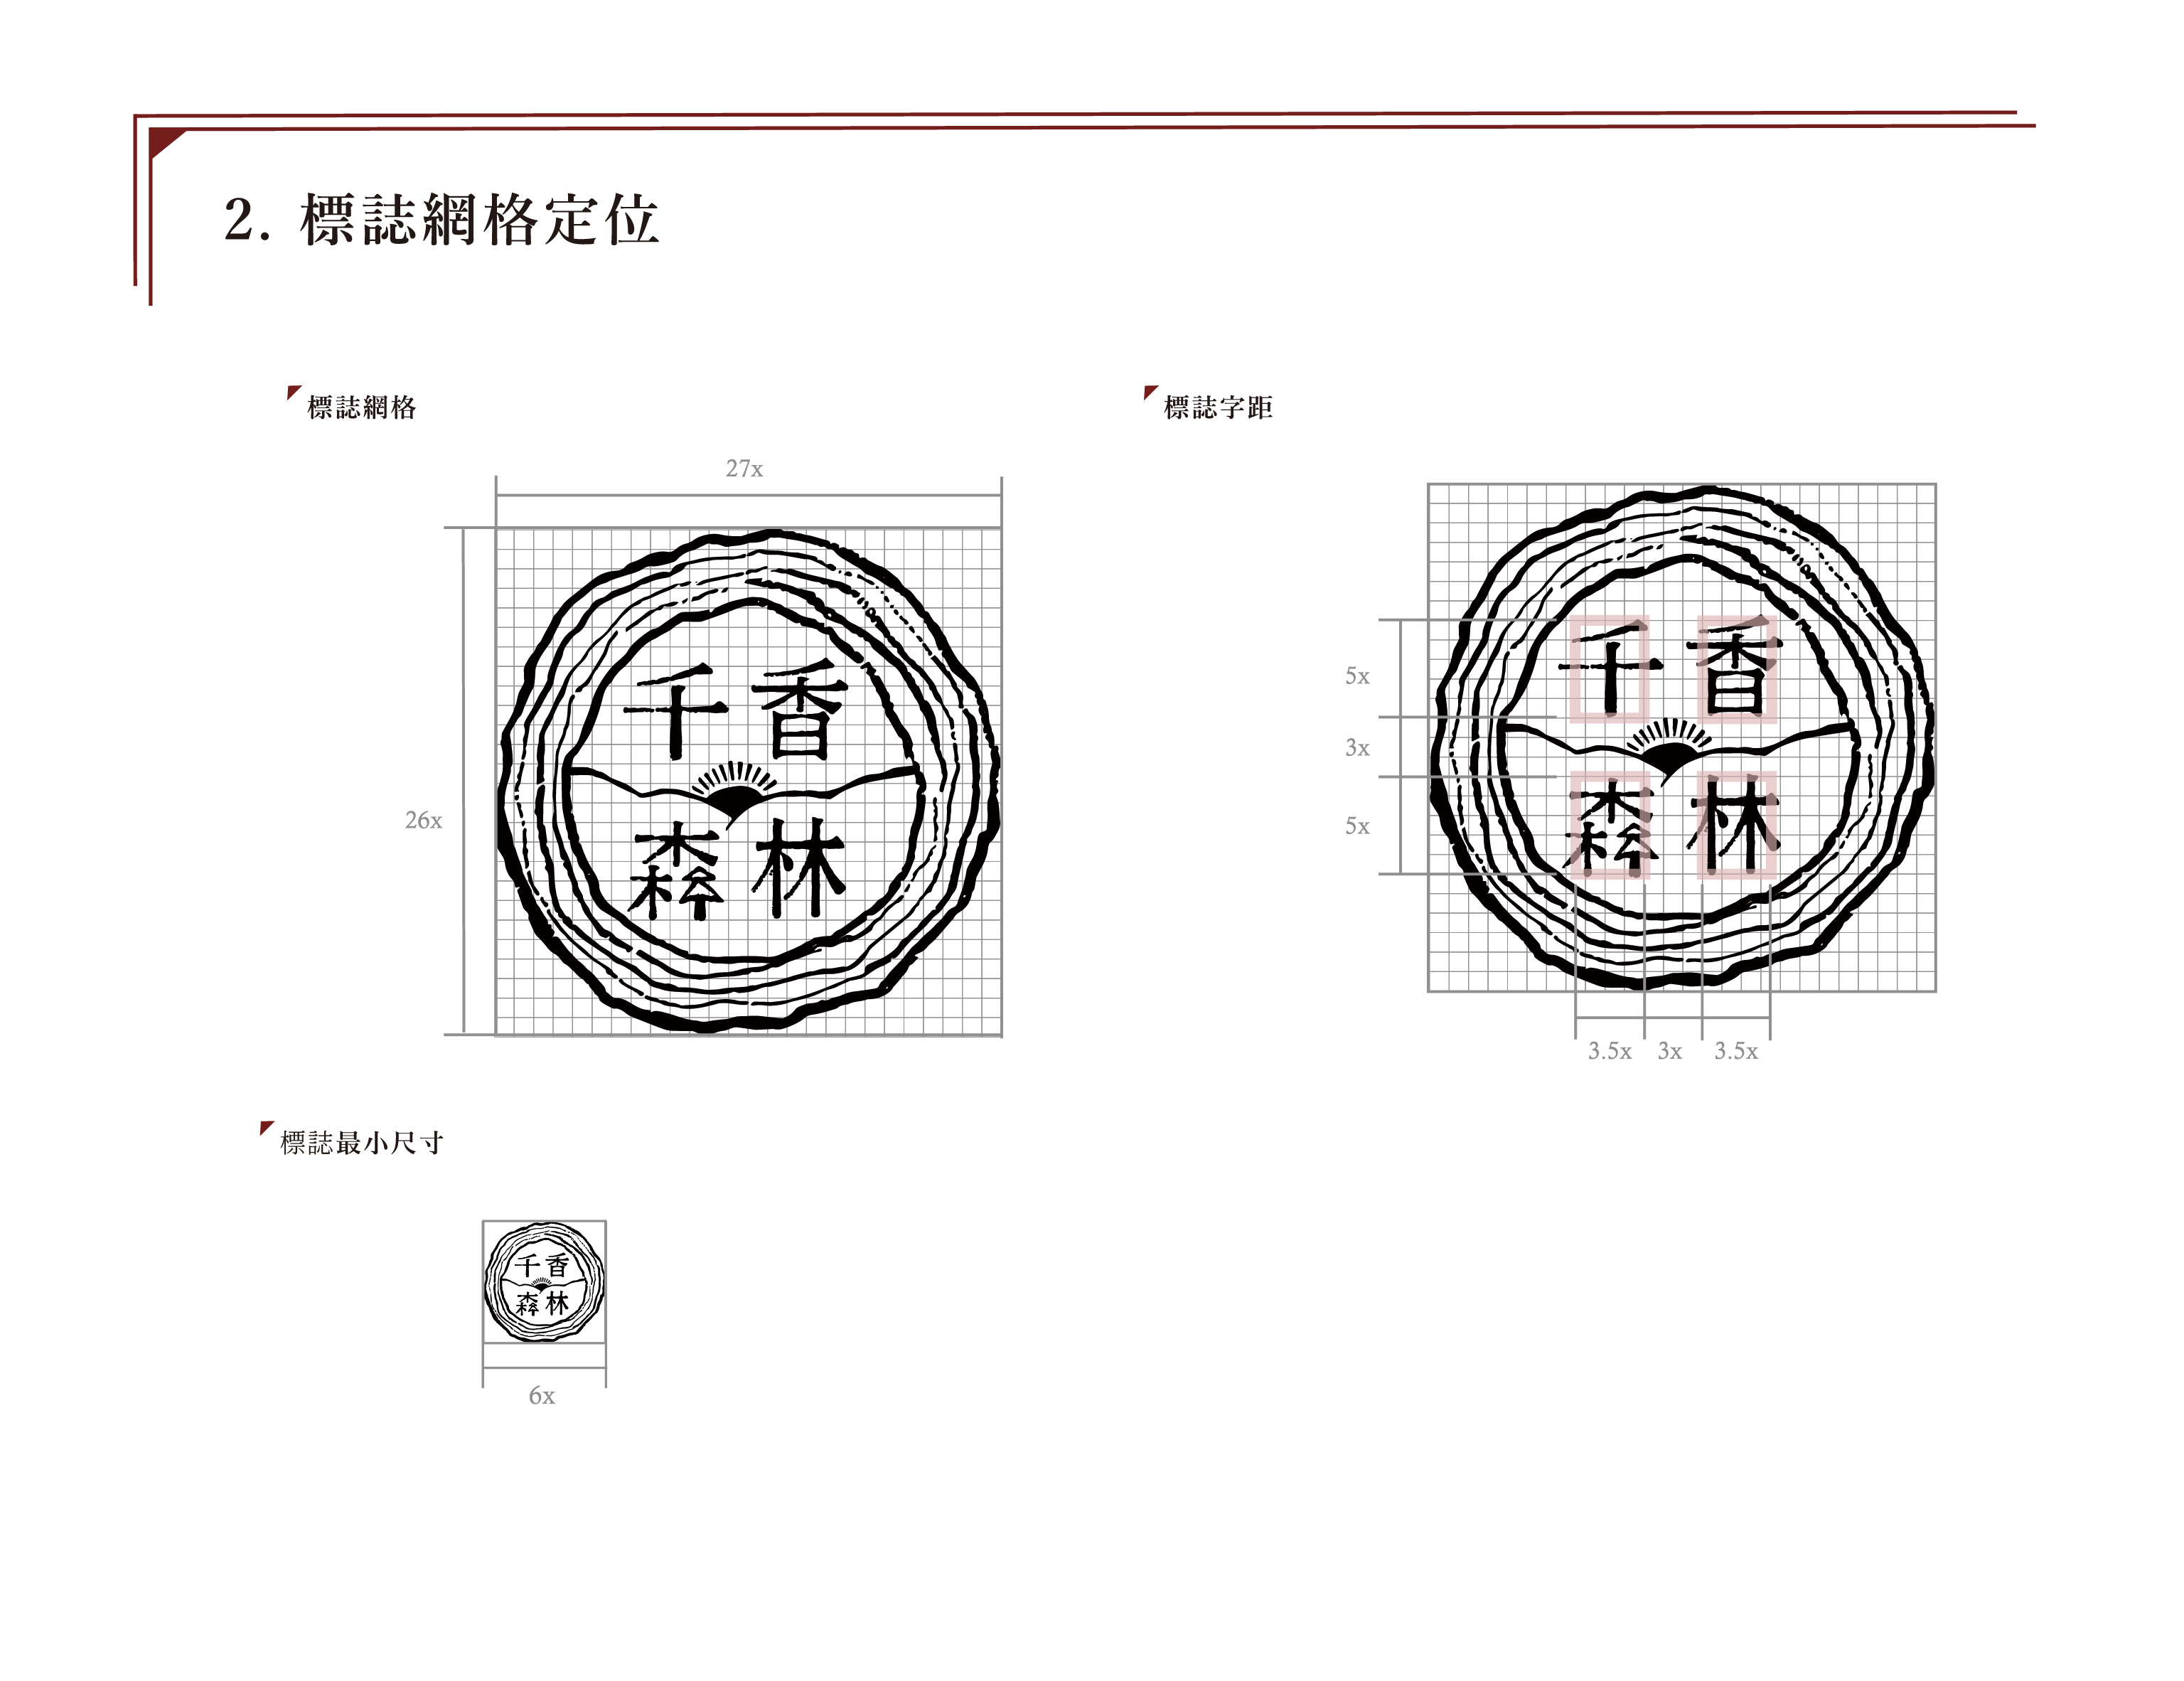 2. 標誌網格定位
標誌網格
27x
26x
千 香
森 林
標誌字距
5x
3x
5x
千 香
森 林
3.5x 3x 3.5x
標誌最小尺寸
千 香
森 林
6x